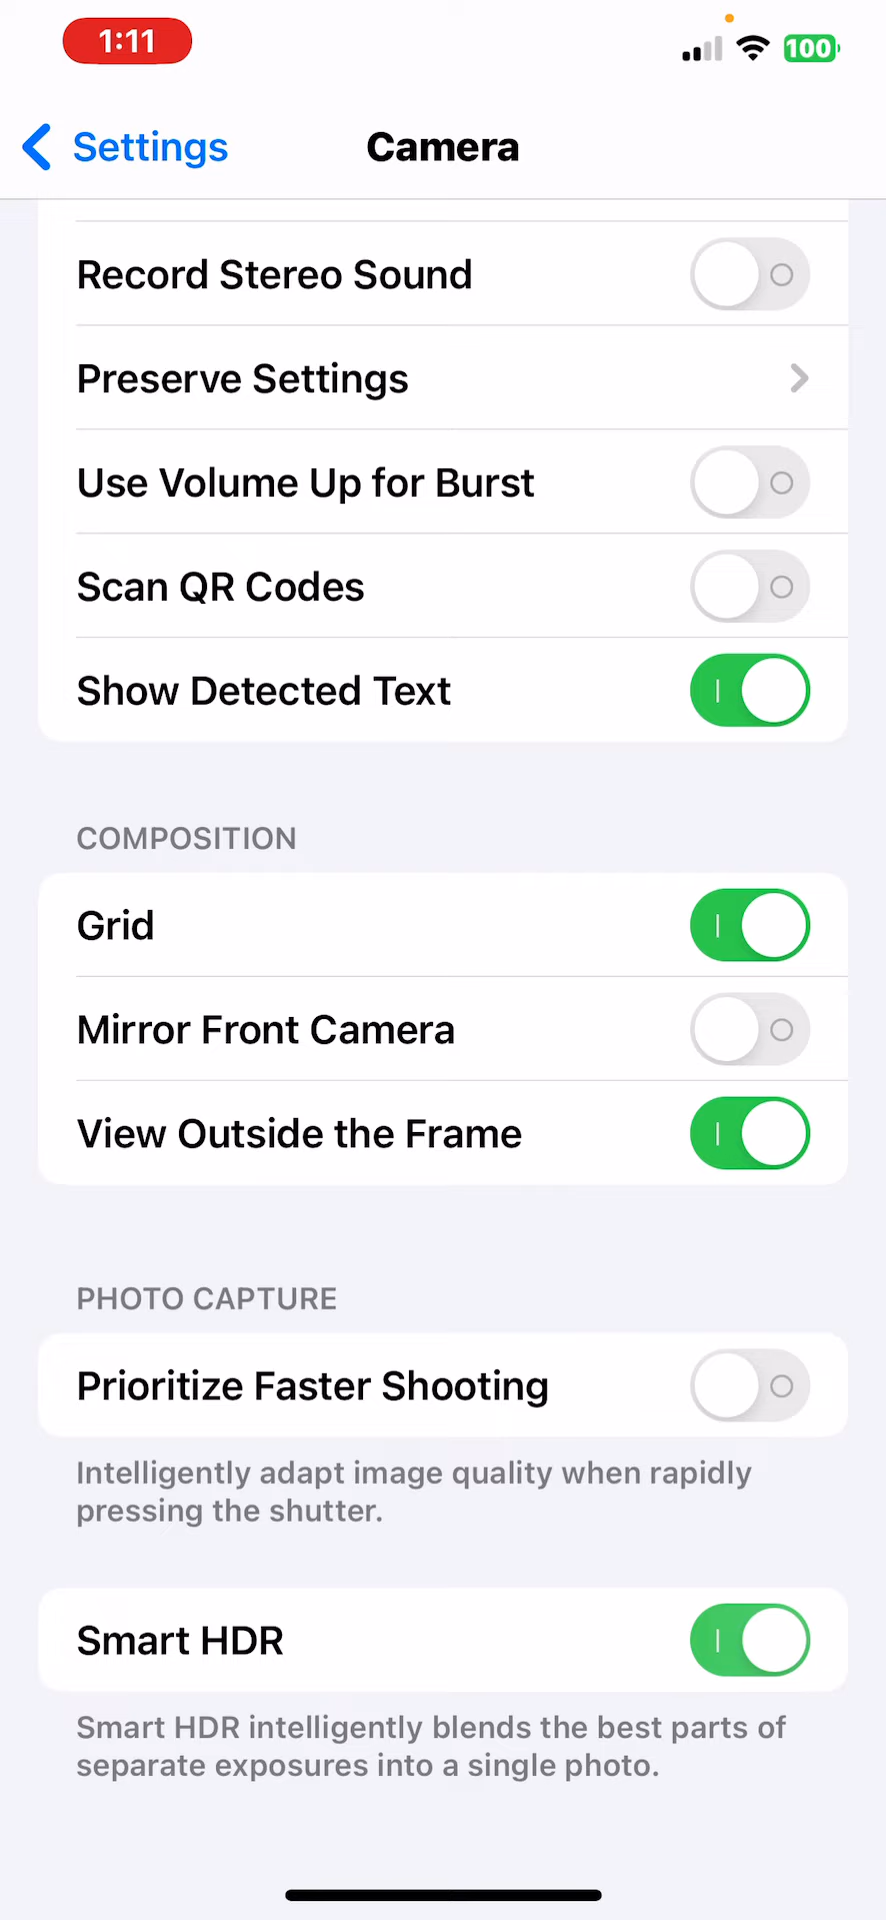 1:11
100
Settings
Camera
Record Stereo Sound
Preserve Settings
Use Volume Up for Burst
Scan QR Codes
Show Detected Text
COMPOSITION
Grid
Mirror Front Camera
View Outside the Frame
PHOTO CAPTURE
Prioritize Faster Shooting
Intelligently adapt image quality when rapidly
pressing the shutter.
Smart HDR
Smart HDR intelligently blends the best parts of
separate exposures into a single photo.